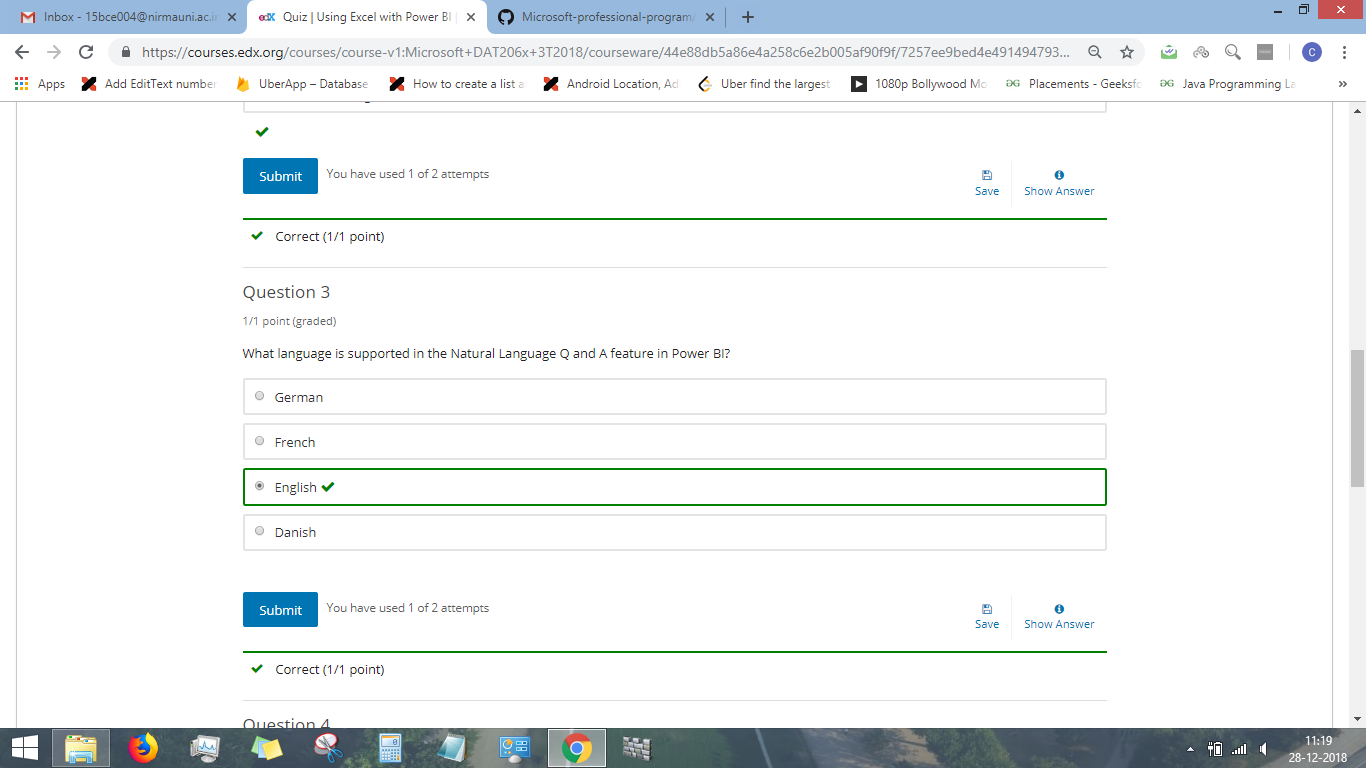 Inbox - 15bce004@nirmauni.ac.i
edX Quiz | Using Excel with Power BI |
Microsoft-professional-program/
https://courses.edx.org/courses/course-v1:Microsoft+DAT206x+3T2018/courseware/44e88db5a86e4a258c6e2b005af90f9f/7257ee9bed4e491494793...
C
Apps
Add EditText number
UberApp – Database
How to create a list a
Android Location, Ad
Uber find the largest
1080p Bollywood Mo
Placements - Geeksfo
Java Programming La
»
Submit You have used 1 of 2 attempts
Save Show Answer
Correct (1/1 point)
Question 3
1/1 point (graded)
What language is supported in the Natural Language Q and A feature in Power BI?
German
French
English
Danish
Submit You have used 1 of 2 attempts
Save Show Answer
Correct (1/1 point)
Question 4
11:19
28-12-2018